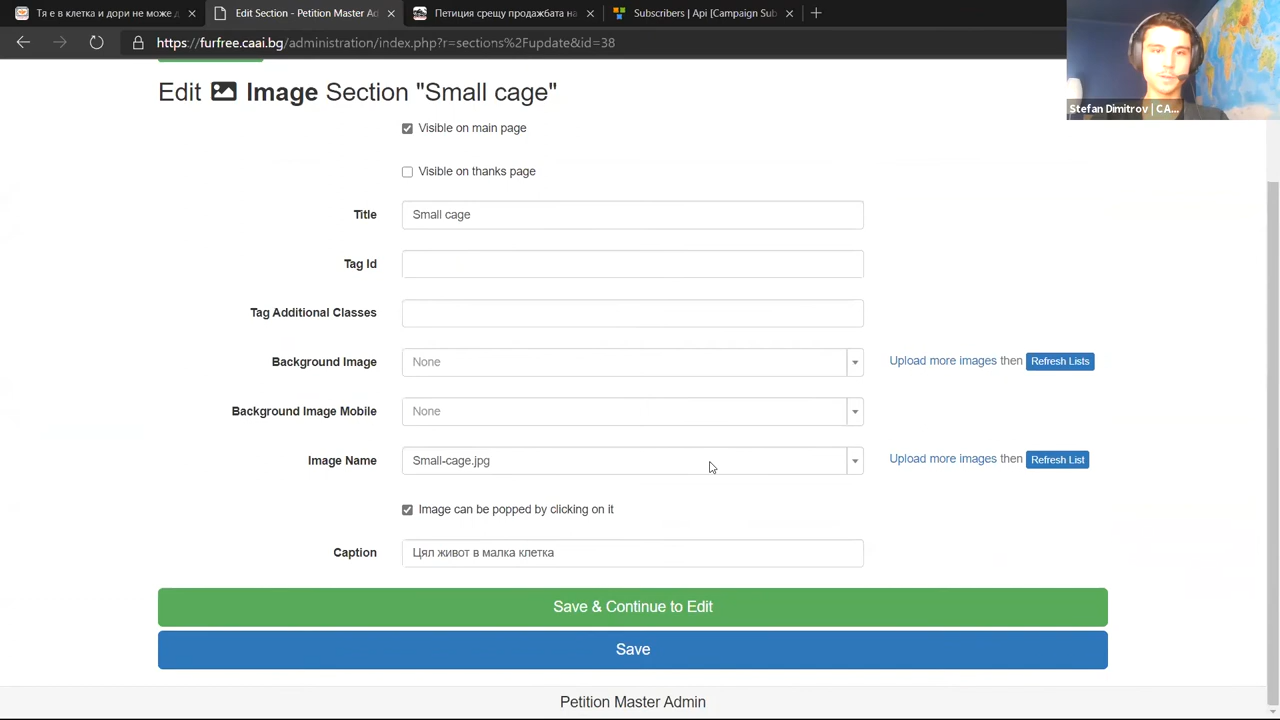 Тя е в клетка и дори не може д
Edit Section - Petition Master Ad
Петиция срещу продажбата на
Subscribers | Api [Campaign Sub
https://furfree.caai.bg/administration/index.php?r=sections%2Fupdate&id=38
Stefan Dimitrov | CA...
Edit Image Section "Small cage"
Visible on main page
Visible on thanks page
Title Small cage
Tag Id
Tag Additional Classes
Background Image None Upload more images then Refresh Lists
Background Image Mobile None
Image Name Small-cage.jpg Upload more images then Refresh List
Image can be popped by clicking on it
Caption Цял живот в малка клетка
Save & Continue to Edit
Save
Petition Master Admin